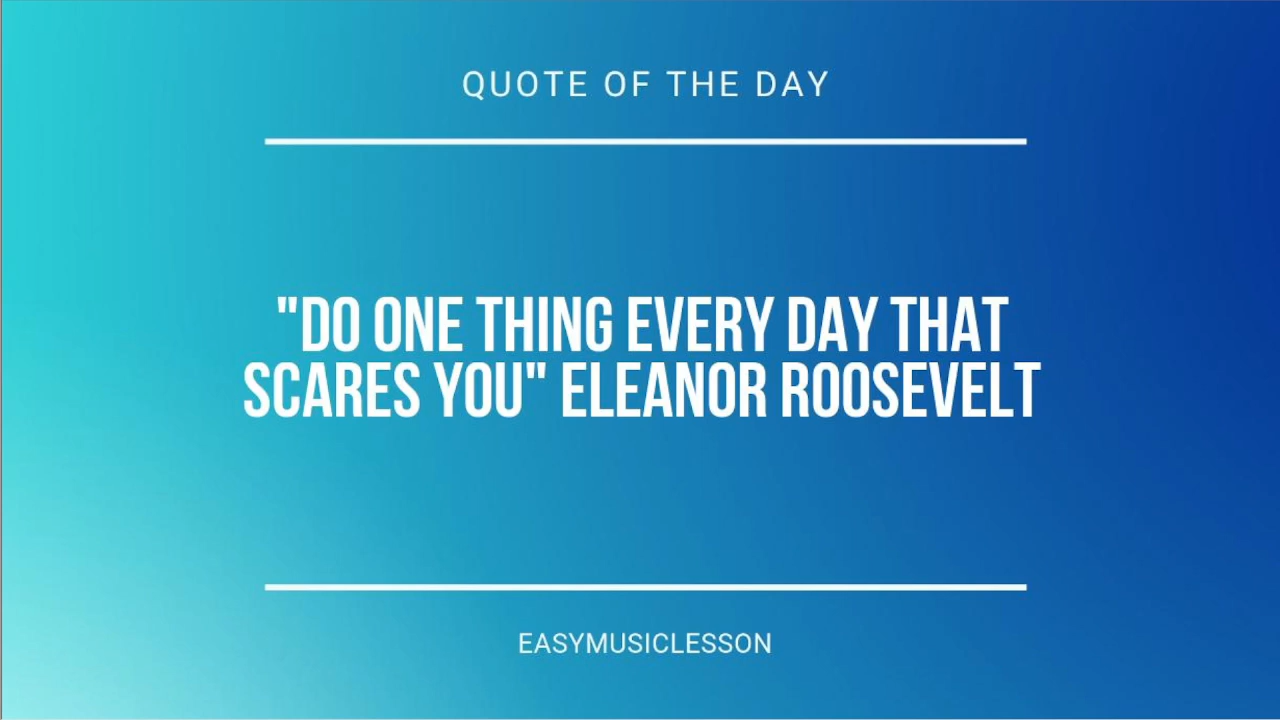 QUOTE OF THE DAY
"DO ONE THING EVERY DAY THAT
SCARES YOU" ELEANOR ROOSEVELT
EASYMUSICLESSON